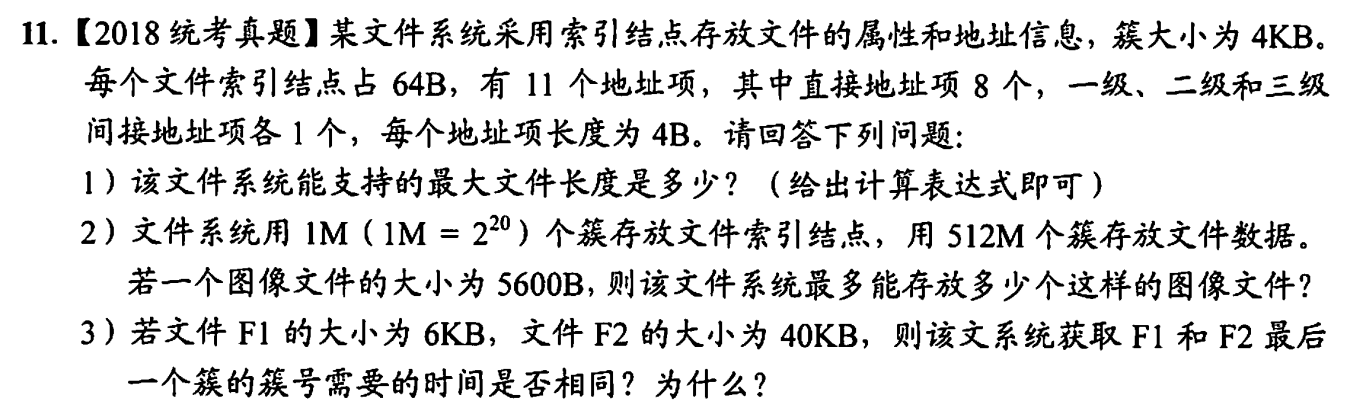 11.【2018 统考真题】某文件系统采用索引结点存放文件的属性和地址信息，簇大小为 4KB。
每个文件索引结点占 64B，有 11 个地址项，其中直接地址项 8 个，一级、二级和三级
间接地址项各 1 个，每个地址项长度为 4B。请回答下列问题：
1）该文件系统能支持的最大文件长度是多少？（给出计算表达式即可）
2）文件系统用 1M（1M = 2²⁰）个簇存放文件索引结点，用 512M 个簇存放文件数据。
若一个图像文件的大小为 5600B，则该文件系统最多能存放多少个这样的图像文件？
3）若文件 F1 的大小为 6KB，文件 F2 的大小为 40KB，则该文系统获取 F1 和 F2 最后
一个簇的簇号需要的时间是否相同？为什么？